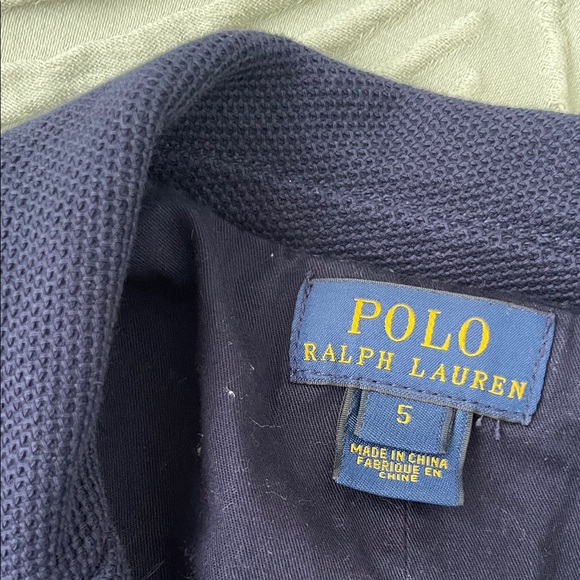 POLO
RALPH LAUREN
5
MADE IN CHINA
FABRIQUE EN
CHINE